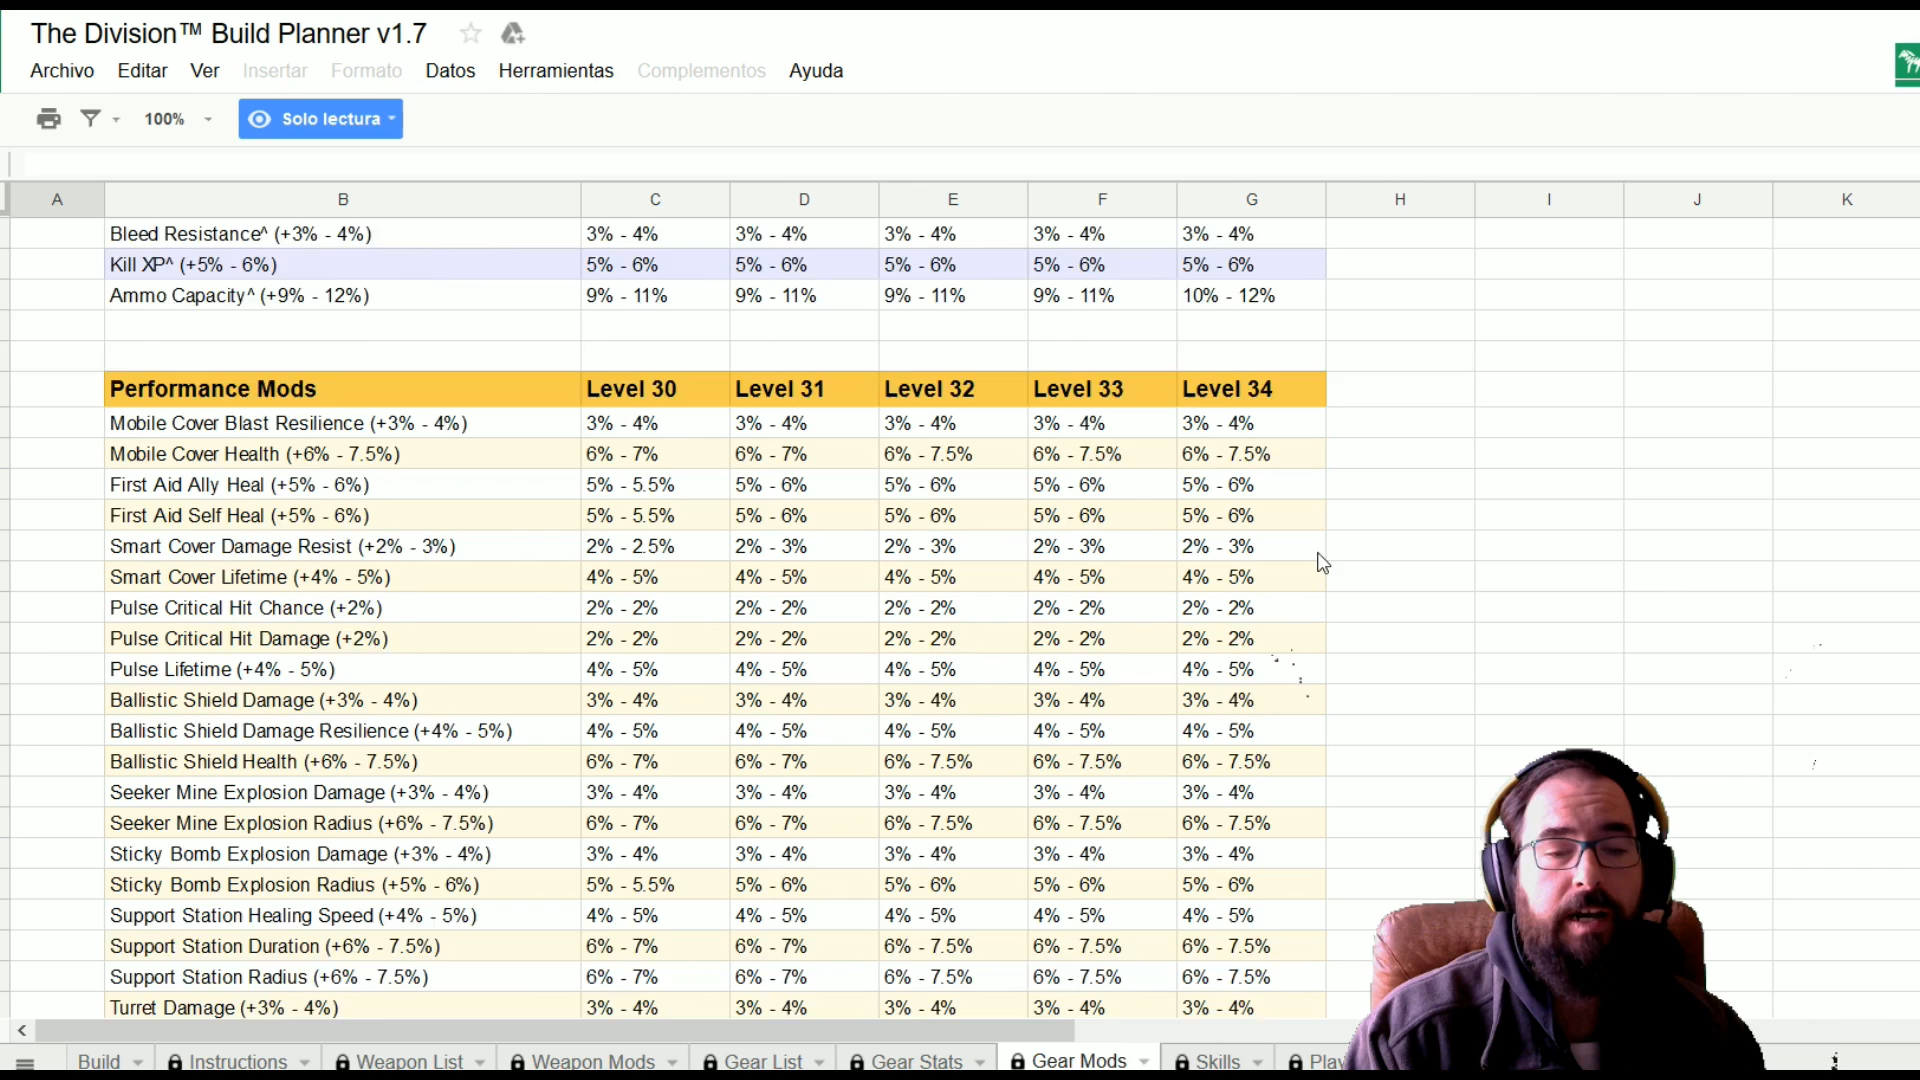 The Division™ Build Planner v1.7
Archivo Editar Ver Insertar Formato Datos Herramientas Complementos Ayuda
100% Solo lectura
A B C D E F G H I J K
Bleed Resistance^ (+3% - 4%) 3% - 4% 3% - 4% 3% - 4% 3% - 4% 3% - 4%
Kill XP^ (+5% - 6%) 5% - 6% 5% - 6% 5% - 6% 5% - 6% 5% - 6%
Ammo Capacity^ (+9% - 12%) 9% - 11% 9% - 11% 9% - 11% 9% - 11% 10% - 12%
Performance Mods Level 30 Level 31 Level 32 Level 33 Level 34
Mobile Cover Blast Resilience (+3% - 4%) 3% - 4% 3% - 4% 3% - 4% 3% - 4% 3% - 4%
Mobile Cover Health (+6% - 7.5%) 6% - 7% 6% - 7% 6% - 7.5% 6% - 7.5% 6% - 7.5%
First Aid Ally Heal (+5% - 6%) 5% - 5.5% 5% - 6% 5% - 6% 5% - 6% 5% - 6%
First Aid Self Heal (+5% - 6%) 5% - 5.5% 5% - 6% 5% - 6% 5% - 6% 5% - 6%
Smart Cover Damage Resist (+2% - 3%) 2% - 2.5% 2% - 3% 2% - 3% 2% - 3% 2% - 3%
Smart Cover Lifetime (+4% - 5%) 4% - 5% 4% - 5% 4% - 5% 4% - 5% 4% - 5%
Pulse Critical Hit Chance (+2%) 2% - 2% 2% - 2% 2% - 2% 2% - 2% 2% - 2%
Pulse Critical Hit Damage (+2%) 2% - 2% 2% - 2% 2% - 2% 2% - 2% 2% - 2%
Pulse Lifetime (+4% - 5%) 4% - 5% 4% - 5% 4% - 5% 4% - 5% 4% - 5%
Ballistic Shield Damage (+3% - 4%) 3% - 4% 3% - 4% 3% - 4% 3% - 4% 3% - 4%
Ballistic Shield Damage Resilience (+4% - 5%) 4% - 5% 4% - 5% 4% - 5% 4% - 5% 4% - 5%
Ballistic Shield Health (+6% - 7.5%) 6% - 7% 6% - 7% 6% - 7.5% 6% - 7.5% 6% - 7.5%
Seeker Mine Explosion Damage (+3% - 4%) 3% - 4% 3% - 4% 3% - 4% 3% - 4% 3% - 4%
Seeker Mine Explosion Radius (+6% - 7.5%) 6% - 7% 6% - 7% 6% - 7.5% 6% - 7.5% 6% - 7.5%
Sticky Bomb Explosion Damage (+3% - 4%) 3% - 4% 3% - 4% 3% - 4% 3% - 4% 3% - 4%
Sticky Bomb Explosion Radius (+5% - 6%) 5% - 5.5% 5% - 6% 5% - 6% 5% - 6% 5% - 6%
Support Station Healing Speed (+4% - 5%) 4% - 5% 4% - 5% 4% - 5% 4% - 5% 4% - 5%
Support Station Duration (+6% - 7.5%) 6% - 7% 6% - 7% 6% - 7.5% 6% - 7.5% 6% - 7.5%
Support Station Radius (+6% - 7.5%) 6% - 7% 6% - 7% 6% - 7.5% 6% - 7.5% 6% - 7.5%
Turret Damage (+3% - 4%) 3% - 4% 3% - 4% 3% - 4% 3% - 4% 3% - 4%
Build Instructions Weapon List Weapon Mods Gear List Gear Stats Gear Mods Skills